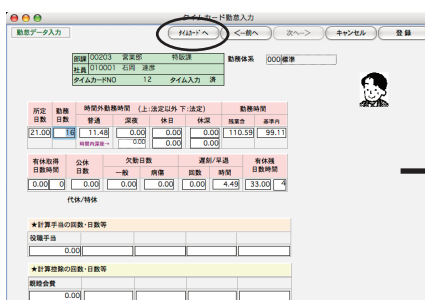 タイムカード勤怠入力
勤怠データ入力 ﾀｲﾑｶｰﾄﾞへ <--前へ 次へ--> キャンセル 登 録
部課 00203 営業部 特販課 勤務体系 000標準
社員 010001 石岡 達彦
タイムカードNO 12 タイム入力 済
所定日数 勤務日数 時間外勤務時間 (上:法定以外 下:法定) 勤務時間
普通 深夜 休日 休深 残業含 基準内
21.00 16 11.48 0.00 0.00 0.00 110.59 99.11
時間内深夜→ 0.00 0.00 0.00
有休取得日数時間 公休日数 欠勤日数 遅刻/早退 有休残日数時間
一般 病傷 回数 時間
0.00 0 0.00 0.00 0.00 0.00 4.49 33.00 4
代休/特休
★計算手当の回数・日数等
役職手当
0.00
★計算控除の回数・日数等
親睦会費
0.00